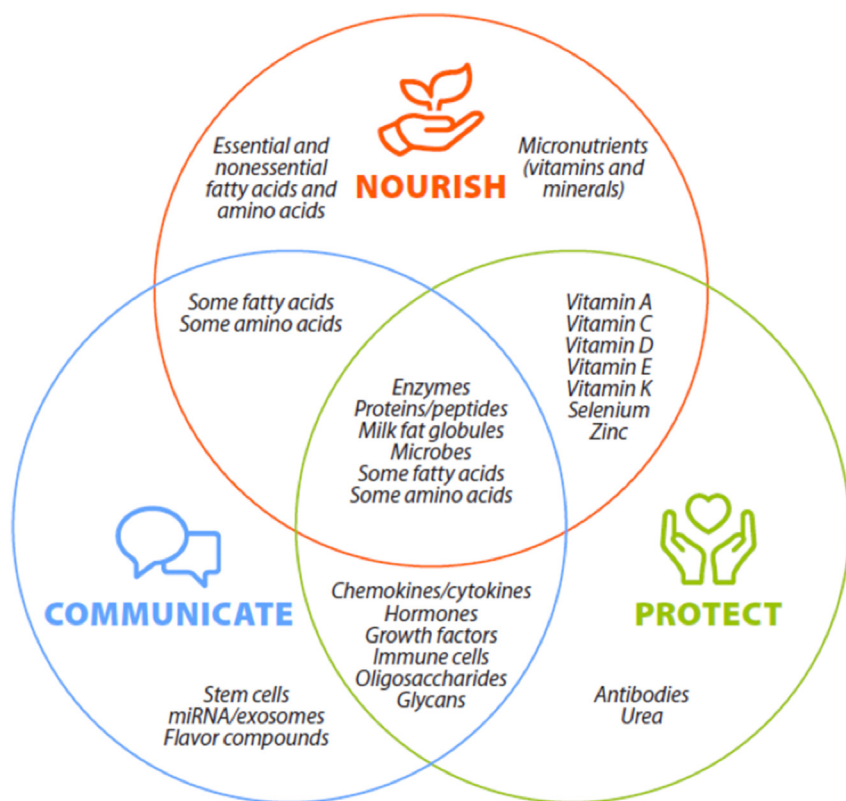 Essential and
nonessential
fatty acids and
amino acids
NOURISH
Micronutrients
(vitamins and
minerals)
Some fatty acids
Some amino acids
Vitamin A
Vitamin C
Vitamin D
Vitamin E
Vitamin K
Selenium
Zinc
Enzymes
Proteins/peptides
Milk fat globules
Microbes
Some fatty acids
Some amino acids
COMMUNICATE
PROTECT
Chemokines/cytokines
Hormones
Growth factors
Immune cells
Oligosaccharides
Glycans
Stem cells
miRNA/exosomes
Flavor compounds
Antibodies
Urea